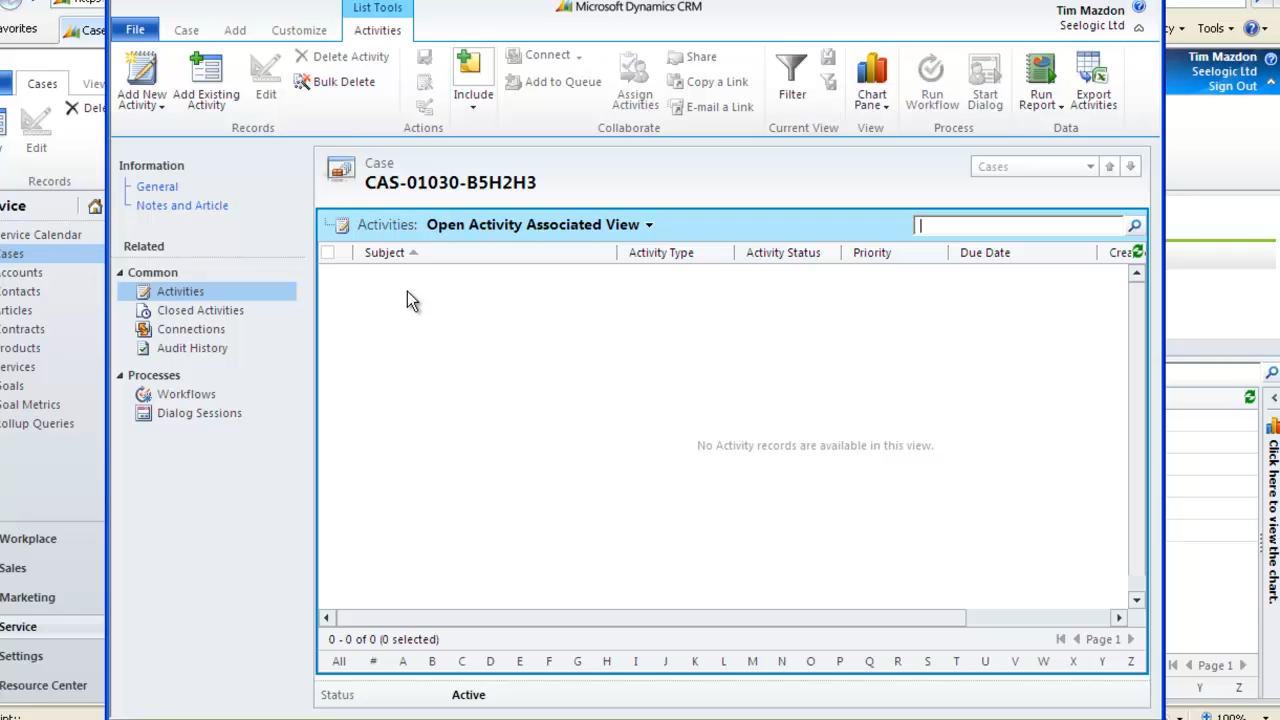 List Tools
Microsoft Dynamics CRM
Tim Mazdon
Seelogic Ltd
File
Case
Add
Customize
Activities
Add New Activity
Add Existing Activity
Edit
Delete Activity
Bulk Delete
Records
Actions
Include
Connect
Add to Queue
Assign Activities
Share
Copy a Link
E-mail a Link
Collaborate
Filter
Current View
Chart Pane
View
Run Workflow
Start Dialog
Process
Run Report
Export Activities
Data
Information
General
Notes and Article
Related
Common
Activities
Closed Activities
Connections
Audit History
Processes
Workflows
Dialog Sessions
Case
CAS-01030-B5H2H3
Cases
Activities: Open Activity Associated View
Subject Activity Type Activity Status Priority Due Date Crea
No Activity records are available in this view.
0 - 0 of 0 (0 selected)
Page 1
All # A B C D E F G H I J K L M N O P Q R S T U V W X Y Z
Status Active
avorites
Case
Cases
View
Dele
Edit
Records
vice
ervice Calendar
ases
ccounts
ontacts
rticles
ontracts
roducts
ervices
oals
oal Metrics
ollup Queries
Workplace
Sales
Marketing
Service
Settings
Resource Center
Tools
Tim Mazdon
Seelogic Ltd
Sign Out
Click here to view the chart.
Page 1
Y Z
100%